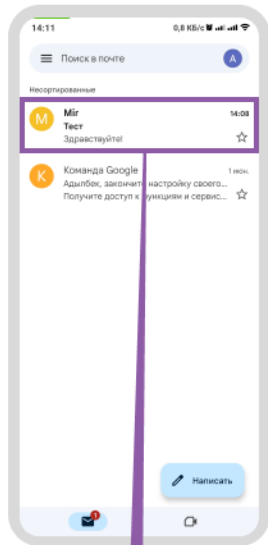 14:11 0,8 КБ/с
Поиск в почте A
Несортированные
M Mir 14:08
Тест
Здравствуйте!
К Команда Google 1 июн.
Адылбек, закончите настройку своего...
Получите доступ к функциям и сервис...
Написать
1